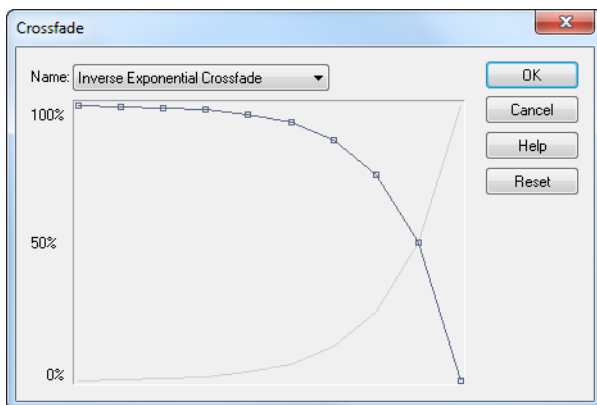 Crossfade
Name: Inverse Exponential Crossfade
OK
100%
Cancel
Help
Reset
50%
0%